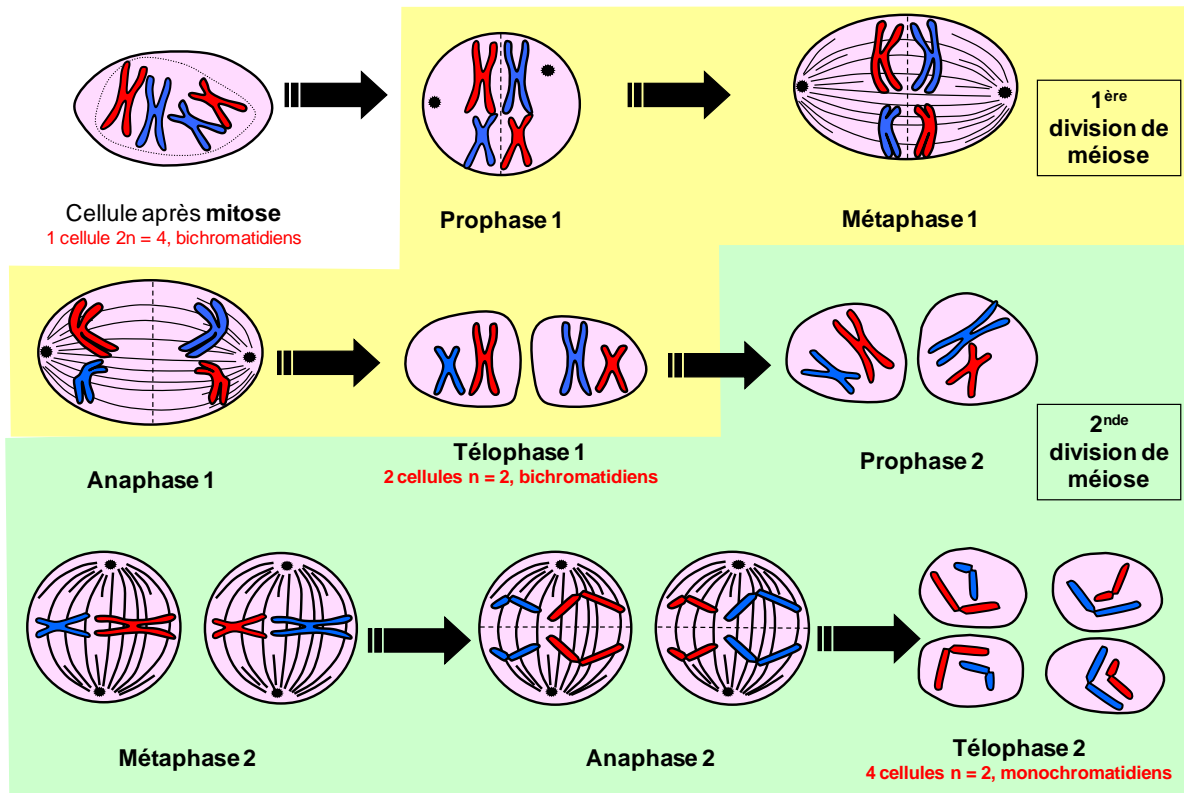 Cellule après mitose
1 cellule 2n = 4, bichromatidiens
Prophase 1
Métaphase 1
1ère
division de
méiose
Anaphase 1
Télophase 1
2 cellules n = 2, bichromatidiens
Prophase 2
2nde
division de
méiose
Métaphase 2
Anaphase 2
Télophase 2
4 cellules n = 2, monochromatidiens